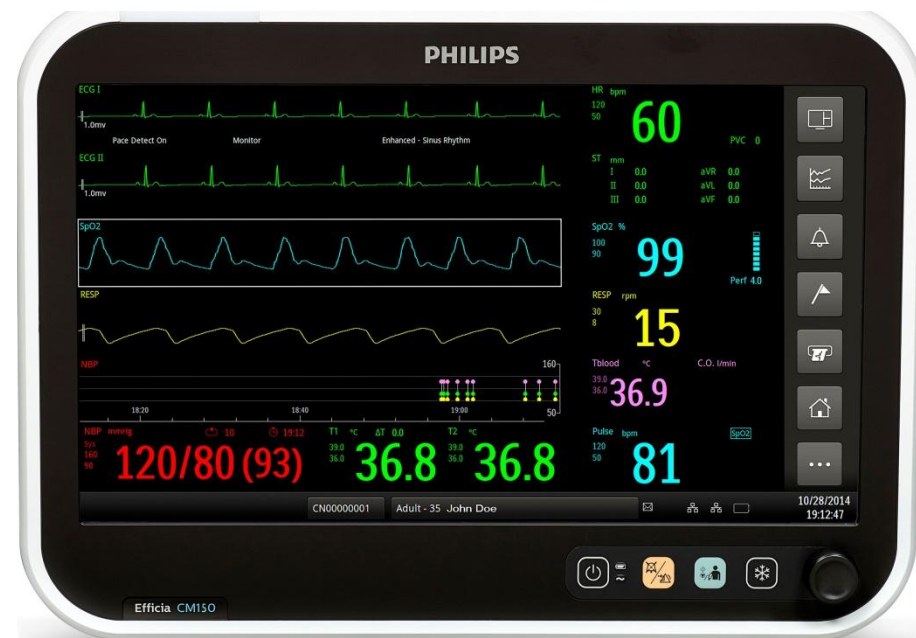 PHILIPS
ECG I
1.0mv
Pace Detect On Monitor Enhanced - Sinus Rhythm
HR bpm
120
50
60
PVC 0
ECG II
1.0mv
ST mm
I 0.0 aVR 0.0
II 0.0 aVL 0.0
III 0.0 aVF 0.0
SpO2
SpO2 %
100
90
99
Perf 4.0
RESP
RESP rpm
30
8
15
NBP
160
50
18:20 18:40 19:00
Tblood °C C.O. l/min
39.0
36.0
36.9
NBP mmHg 10 19:12
Sys
160
90
120/80 (93)
T1 °C ΔT 0.0 T2 °C
39.0
36.0
36.8
39.0
36.0
36.8
Pulse bpm SpO2
120
50
81
CN00000001 Adult - 35 John Doe
10/28/2014
19:12:47
Efficia CM150